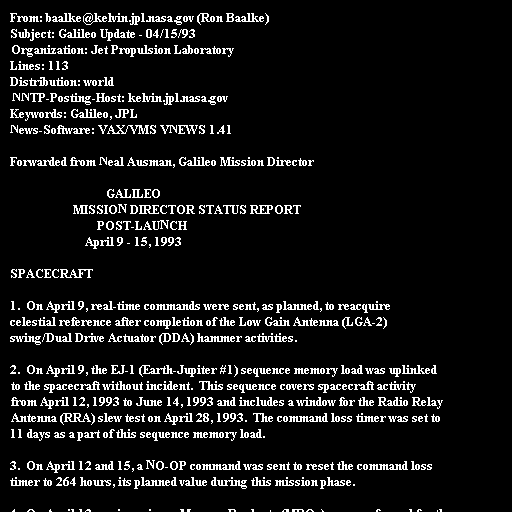 From: baalke@kelvin.jpl.nasa.gov (Ron Baalke)
Subject: Galileo Update - 04/15/93
Organization: Jet Propulsion Laboratory
Lines: 113
Distribution: world
NNTP-Posting-Host: kelvin.jpl.nasa.gov
Keywords: Galileo, JPL
News-Software: VAX/VMS VNEWS 1.41
Forwarded from Neal Ausman, Galileo Mission Director
GALILEO
MISSION DIRECTOR STATUS REPORT
POST-LAUNCH
April 9 - 15, 1993
SPACECRAFT
1.  On April 9, real-time commands were sent, as planned, to reacquire
celestial reference after completion of the Low Gain Antenna (LGA-2)
swing/Dual Drive Actuator (DDA) hammer activities.
2.  On April 9, the EJ-1 (Earth-Jupiter #1) sequence memory load was uplinked
to the spacecraft without incident.  This sequence covers spacecraft activity
from April 12, 1993 to June 14, 1993 and includes a window for the Radio Relay
Antenna (RRA) slew test on April 28, 1993.  The command loss timer was set to
11 days as a part of this sequence memory load.
3.  On April 12 and 15, a NO-OP command was sent to reset the command loss
timer to 264 hours, its planned value during this mission phase.